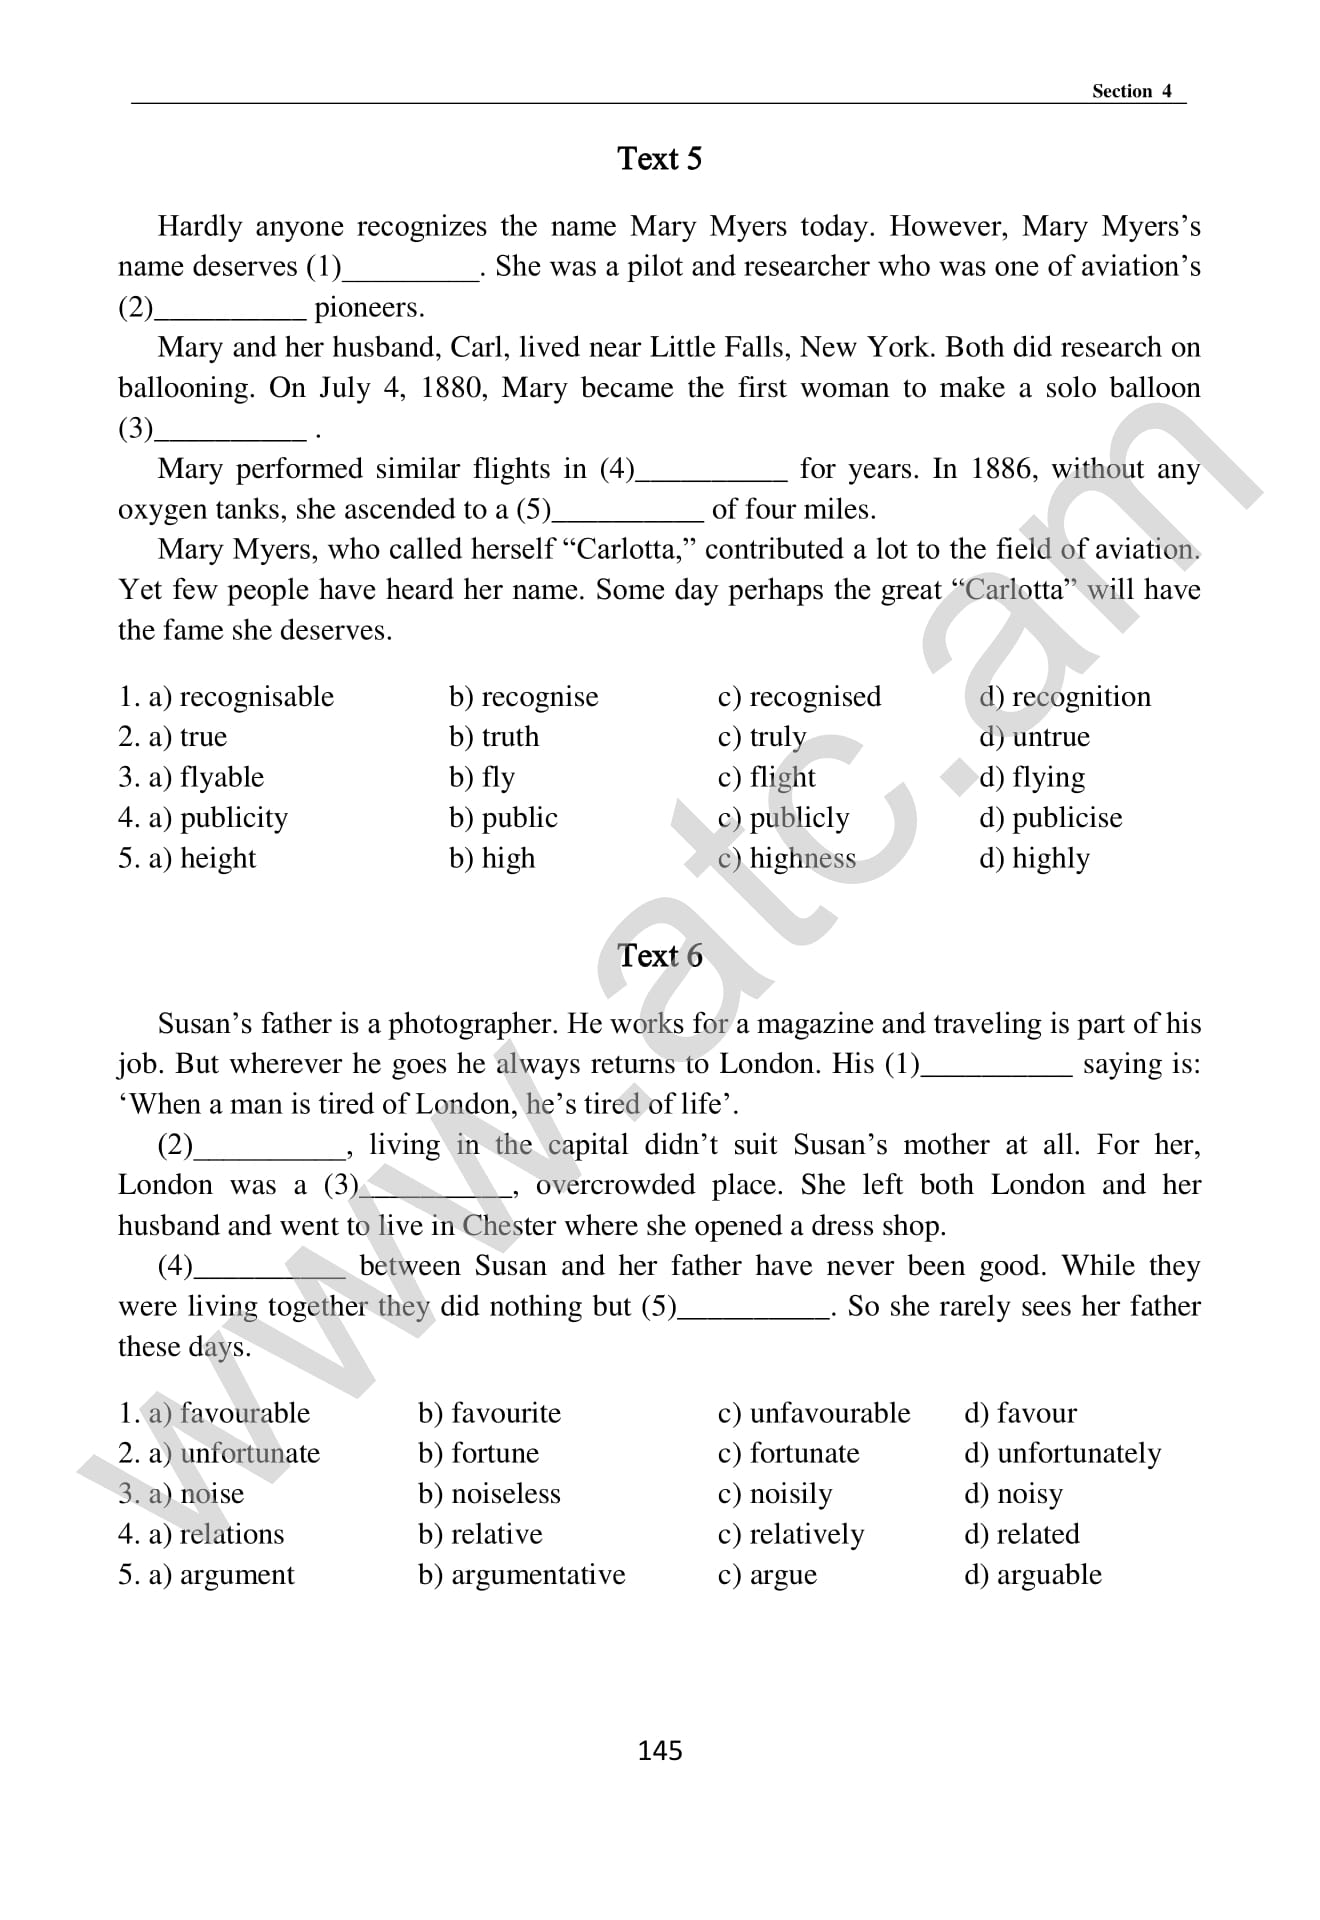 Section 4
Text 5
Hardly anyone recognizes the name Mary Myers today. However, Mary Myers’s
name deserves (1)_________. She was a pilot and researcher who was one of aviation’s
(2)__________ pioneers.
Mary and her husband, Carl, lived near Little Falls, New York. Both did research on
ballooning. On July 4, 1880, Mary became the first woman to make a solo balloon
(3)__________ .
Mary performed similar flights in (4)__________ for years. In 1886, without any
oxygen tanks, she ascended to a (5)__________ of four miles.
Mary Myers, who called herself “Carlotta,” contributed a lot to the field of aviation.
Yet few people have heard her name. Some day perhaps the great “Carlotta” will have
the fame she deserves.
1. a) recognisable b) recognise c) recognised d) recognition
2. a) true b) truth c) truly d) untrue
3. a) flyable b) fly c) flight d) flying
4. a) publicity b) public c) publicly d) publicise
5. a) height b) high c) highness d) highly
Text 6
Susan’s father is a photographer. He works for a magazine and traveling is part of his
job. But wherever he goes he always returns to London. His (1)__________ saying is:
‘When a man is tired of London, he’s tired of life’.
(2)__________, living in the capital didn’t suit Susan’s mother at all. For her,
London was a (3)__________, overcrowded place. She left both London and her
husband and went to live in Chester where she opened a dress shop.
(4)__________ between Susan and her father have never been good. While they
were living together they did nothing but (5)__________. So she rarely sees her father
these days.
1. a) favourable b) favourite c) unfavourable d) favour
2. a) unfortunate b) fortune c) fortunate d) unfortunately
3. a) noise b) noiseless c) noisily d) noisy
4. a) relations b) relative c) relatively d) related
5. a) argument b) argumentative c) argue d) arguable
145
www.atc.am